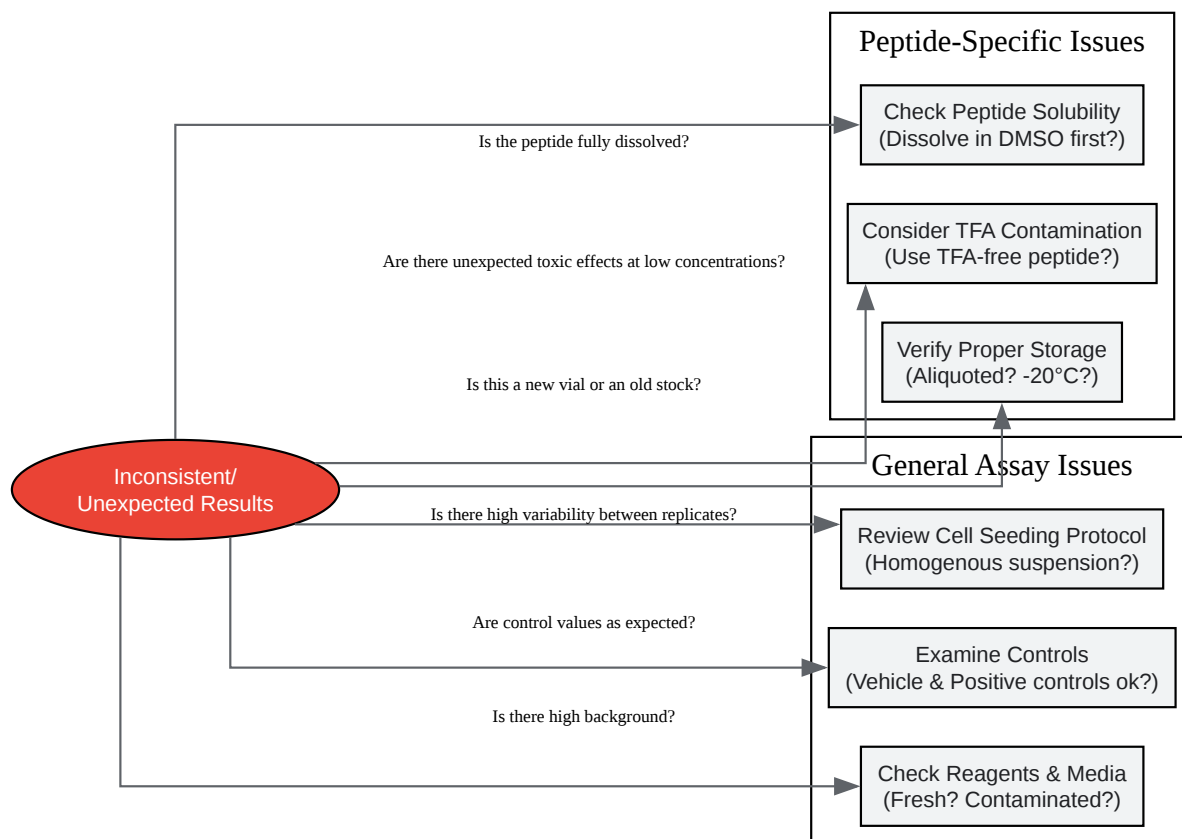 Peptide-Specific Issues
Check Peptide Solubility
(Dissolve in DMSO first?)
Is the peptide fully dissolved?
Consider TFA Contamination
(Use TFA-free peptide?)
Are there unexpected toxic effects at low concentrations?
Verify Proper Storage
(Aliquoted? -20°C?)
Is this a new vial or an old stock?
Inconsistent/
Unexpected Results
General Assay Issues
Is there high variability between replicates?
Review Cell Seeding Protocol
(Homogenous suspension?)
Are control values as expected?
Examine Controls
(Vehicle & Positive controls ok?)
Is there high background?
Check Reagents & Media
(Fresh? Contaminated?)